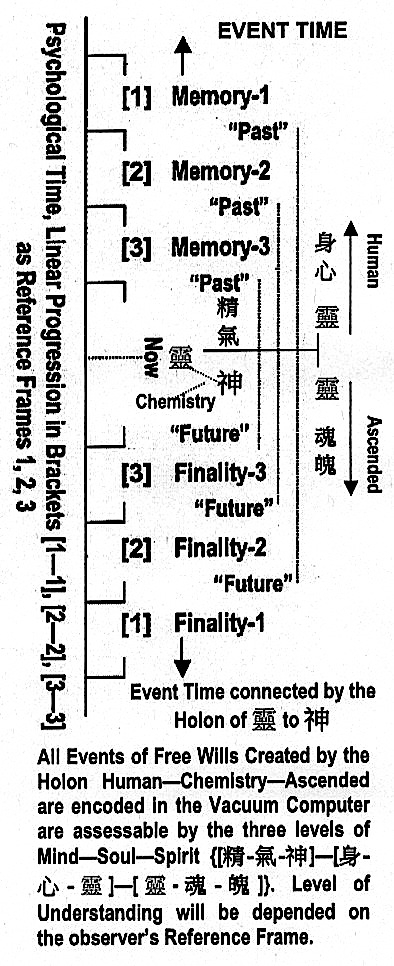 EVENT TIME
[1] Memory-1
"Past"
[2] Memory-2
"Past"
[3] Memory-3
"Past"
精
氣
神
Now
靈
Chemistry
"Future"
[3] Finality-3
"Future"
[2] Finality-2
"Future"
[1] Finality-1
身
心
靈
Human
靈
魂
魄
Ascended
Psychological Time, Linear Progression in Brackets [1—1], [2—2], [3—3]
as Reference Frames 1, 2, 3
Event Time connected by the
Holon of 靈 to 神
All Events of Free Wills Created by the
Holon Human—Chemistry—Ascended
are encoded in the Vacuum Computer
are assessable by the three levels of
Mind—Soul—Spirit {[精-氣-神]—[身-
心-靈]—[靈-魂-魄]}. Level of
Understanding will be depended on
the observer's Reference Frame.